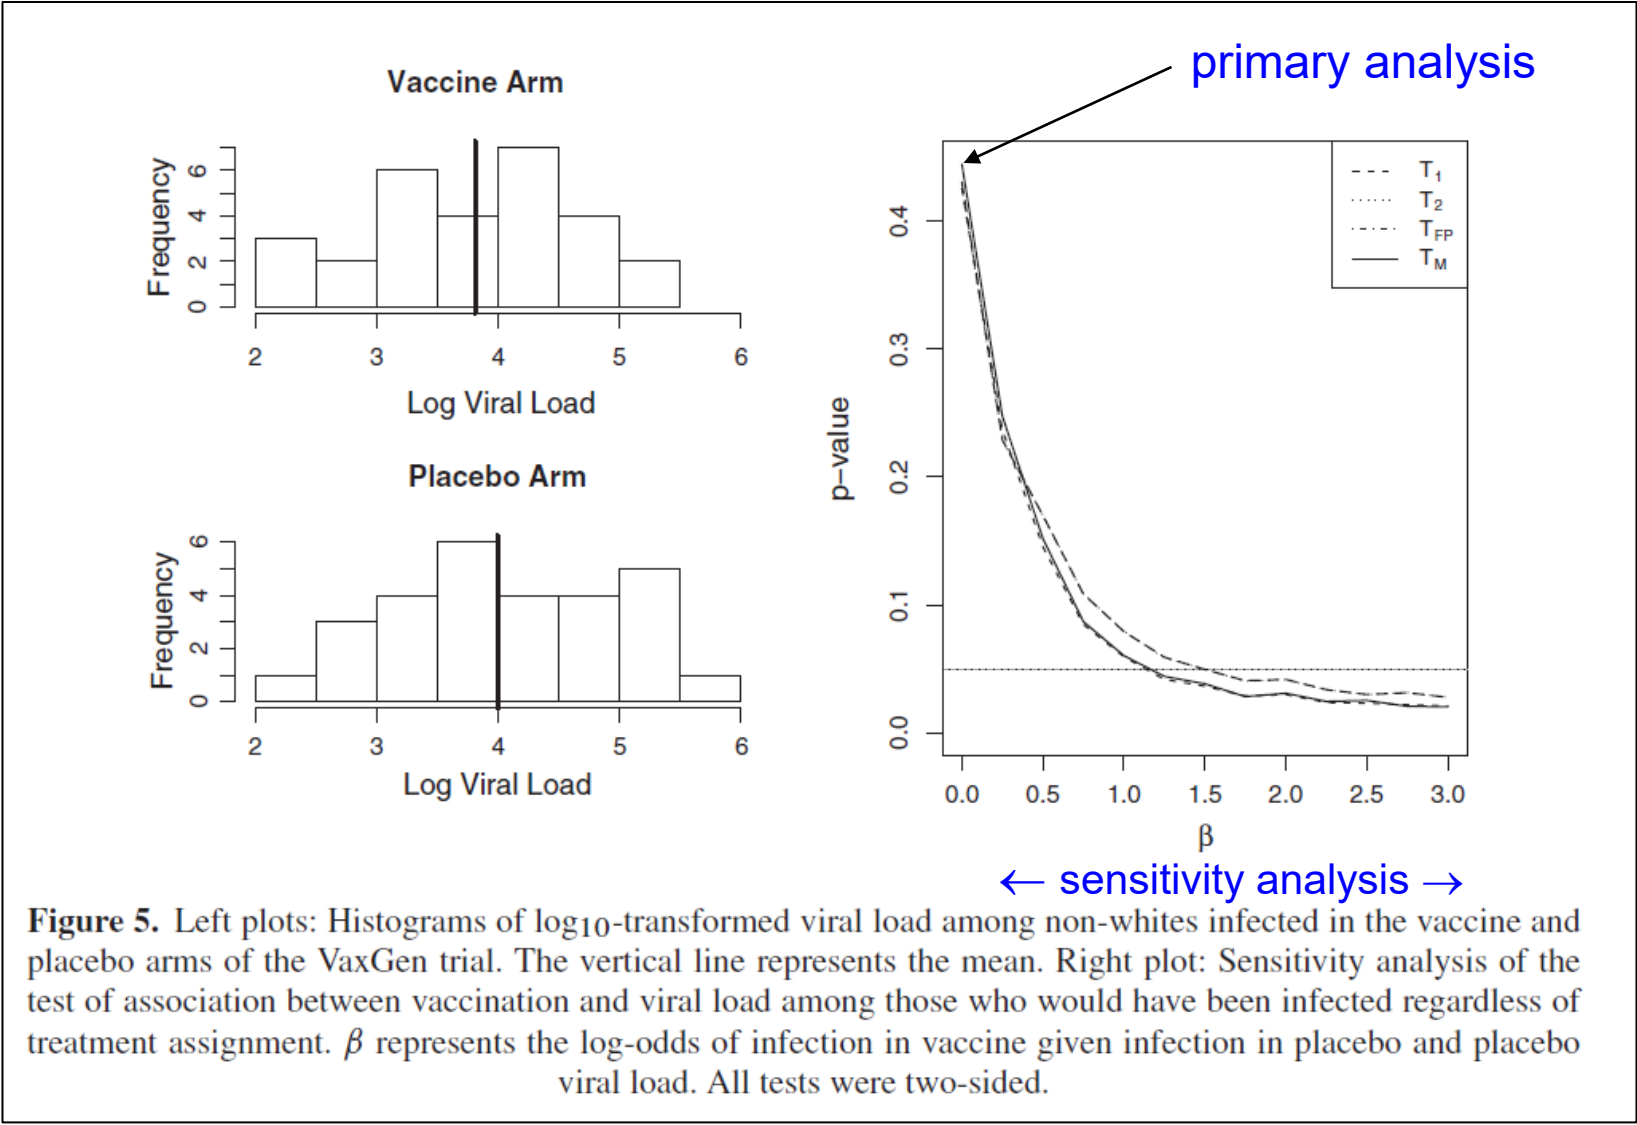 primary analysis
Vaccine Arm
Frequency
0 2 4 6
2 3 4 5 6
Log Viral Load
Placebo Arm
Frequency
0 2 4 6
2 3 4 5 6
Log Viral Load
T1
T2
TFP
TM
p−value
0.0 0.1 0.2 0.3 0.4
0.0 0.5 1.0 1.5 2.0 2.5 3.0
β
← sensitivity analysis →
Figure 5. Left plots: Histograms of log10-transformed viral load among non-whites infected in the vaccine and
placebo arms of the VaxGen trial. The vertical line represents the mean. Right plot: Sensitivity analysis of the
test of association between vaccination and viral load among those who would have been infected regardless of
treatment assignment. β represents the log-odds of infection in vaccine given infection in placebo and placebo
viral load. All tests were two-sided.